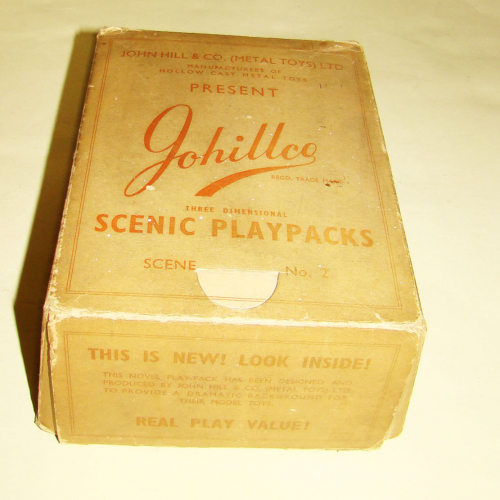 JOHN HILL & CO. (METAL TOYS) LTD
MANUFACTURERS OF
HOLLOW CAST METAL TOYS
PRESENT
Johillco
REGD. TRADE MARK
THREE DIMENSIONAL
SCENIC PLAYPACKS
SCENE No. 2
THIS IS NEW! LOOK INSIDE!
THIS NOVEL PLAY-PACK HAS BEEN DESIGNED AND
PRODUCED BY JOHN HILL & CO. (METAL TOYS) LTD.
TO PROVIDE A DRAMATIC BACKGROUND FOR
THEIR MODEL TOYS.
REAL PLAY VALUE!